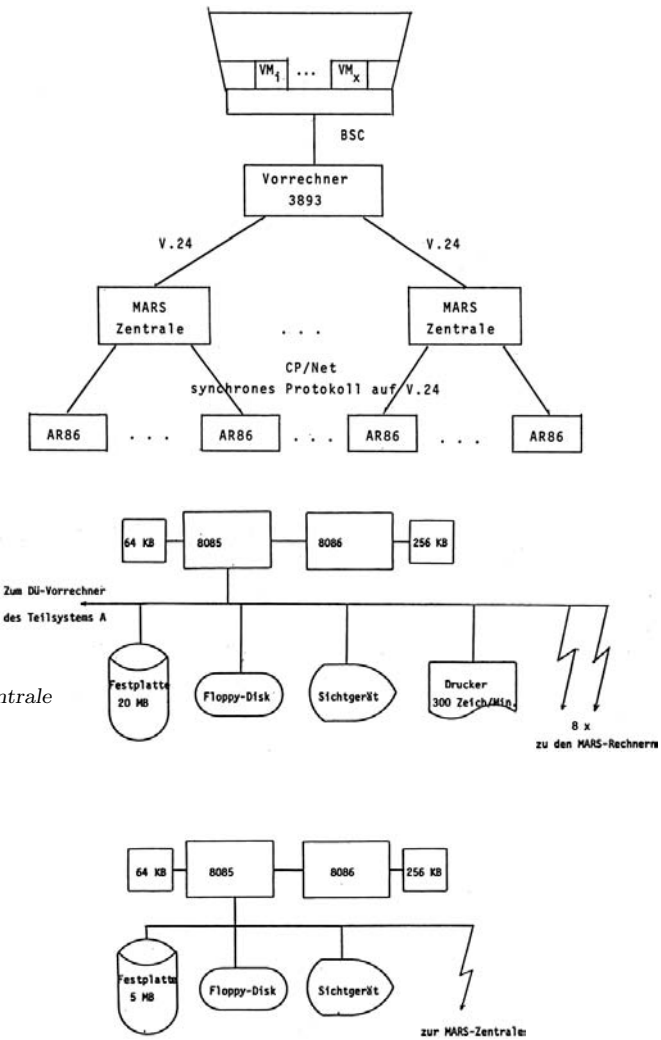 VMi ... VMx
BSC
Vorrechner
3893
V.24 V.24
MARS
Zentrale
. . .
MARS
Zentrale
CP/Net
synchrones Protokoll auf V.24
AR86 . . . AR86 . . . AR86 . . . AR86
64 KB 8085 8086 256 KB
Zum DÜ-Vorrechner
des Teilsystems A
Festplatte
20 MB
Floppy-Disk
Sichtgerät
Drucker
300 Zeich/Min.
ntrale
8 x
zu den MARS-Rechnern
64 KB 8085 8086 256 KB
Festplatte
5 MB
Floppy-Disk
Sichtgerät
zur MARS-Zentrale